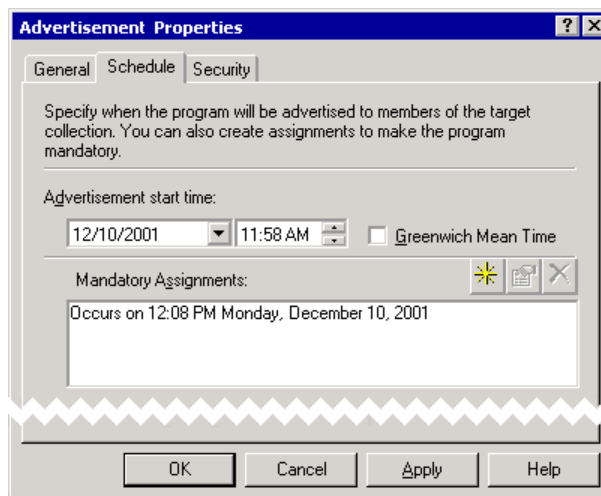 Advertisement Properties
General Schedule Security
Specify when the program will be advertised to members of the target
collection. You can also create assignments to make the program
mandatory.
Advertisement start time:
12/10/2001 11:58 AM Greenwich Mean Time
Mandatory Assignments:
Occurs on 12:08 PM Monday, December 10, 2001
OK Cancel Apply Help